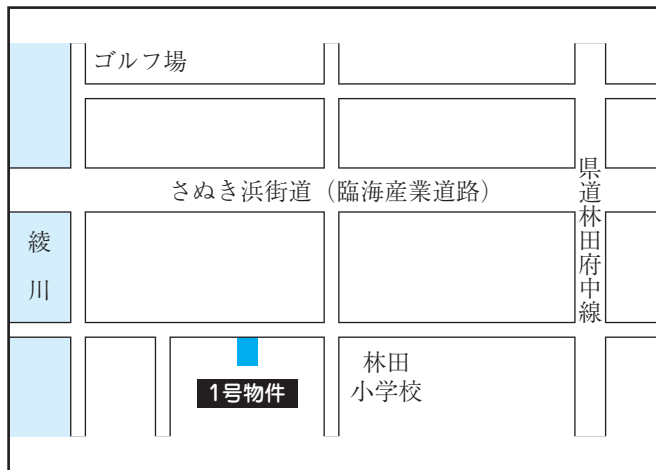 ゴルフ場
さぬき浜街道（臨海産業道路）
県道林田府中線
綾川
1号物件
林田
小学校